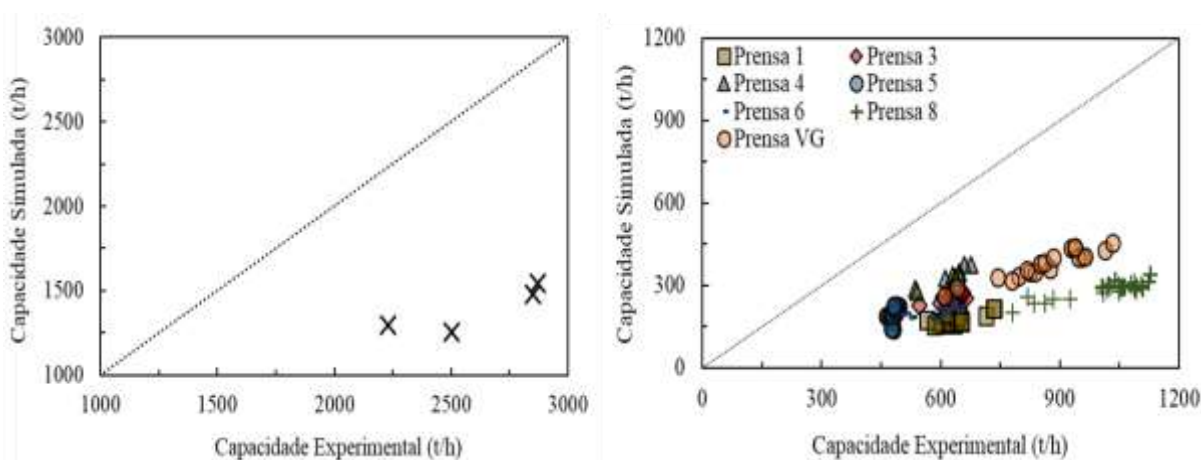 3000
2500
2000
1500
1000
1000 1500 2000 2500 3000
Capacidade Simulada (t/h)
Capacidade Experimental (t/h)
1200
900
600
300
0
0 300 600 900 1200
Capacidade Simulada (t/h)
Capacidade Experimental (t/h)
Prensa 1 Prensa 3
Prensa 4 Prensa 5
Prensa 6 Prensa 8
Prensa VG